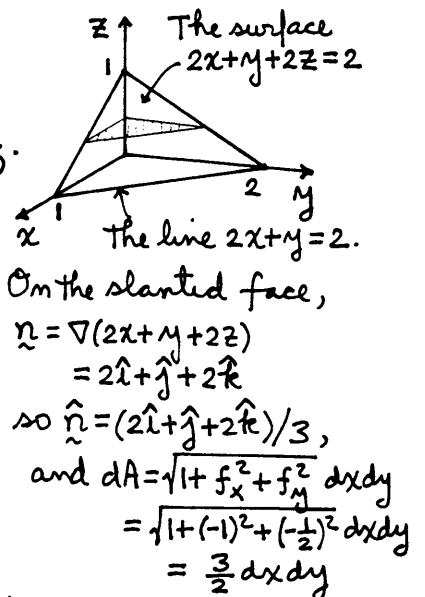 z
The surface
2x+y+2z=2
1
2
y
1
x
The line 2x+y=2.
On the slanted face,
n = ∇(2x+y+2z)
= 2î+ĵ+2k̂
so n̂ = (2î+ĵ+2k̂)/3,
and dA=√(1+f_x²+f_y²) dxdy
= √(1+(-1)²+(-½)²) dxdy
= 3/2 dxdy